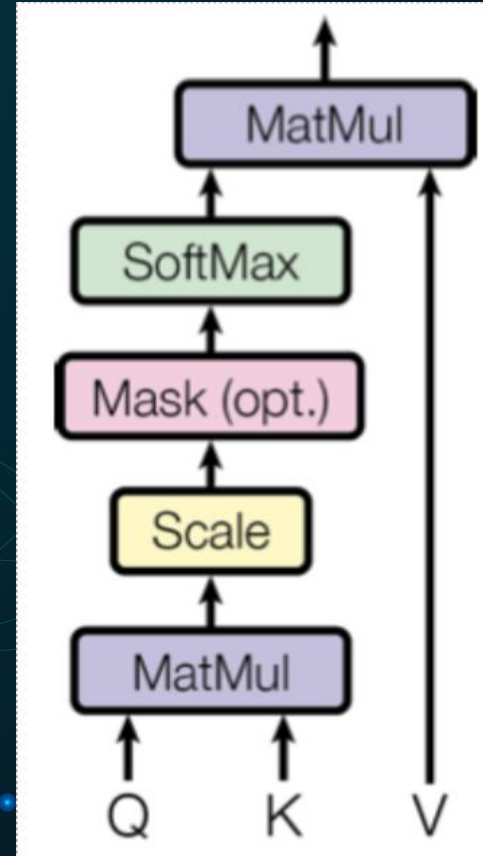 MatMul
SoftMax
Mask (opt.)
Scale
MatMul
Q K V